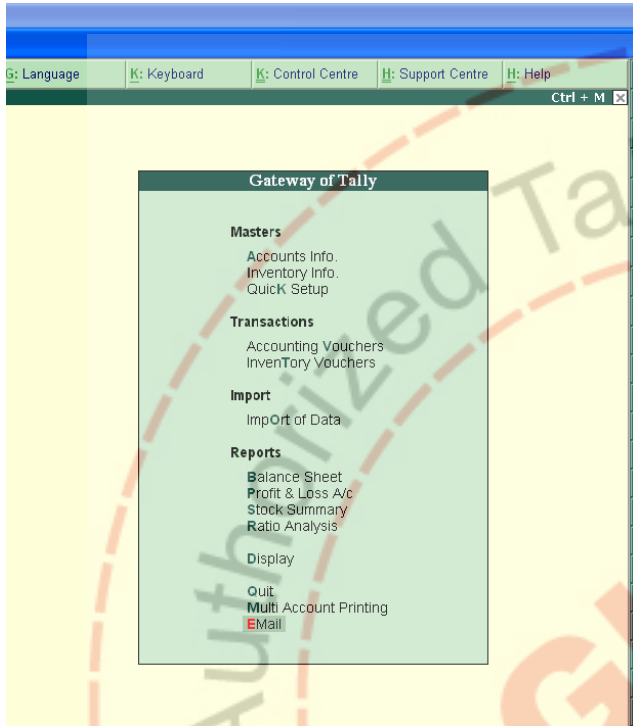 G: Language K: Keyboard K: Control Centre H: Support Centre H: Help
Ctrl + M
Gateway of Tally
Masters
Accounts Info.
Inventory Info.
QuicK Setup
Transactions
Accounting Vouchers
InvenTory Vouchers
Import
ImpOrt of Data
Reports
Balance Sheet
Profit & Loss A/c
Stock Summary
Ratio Analysis
Display
Quit
Multi Account Printing
EMail
Authorized Ta